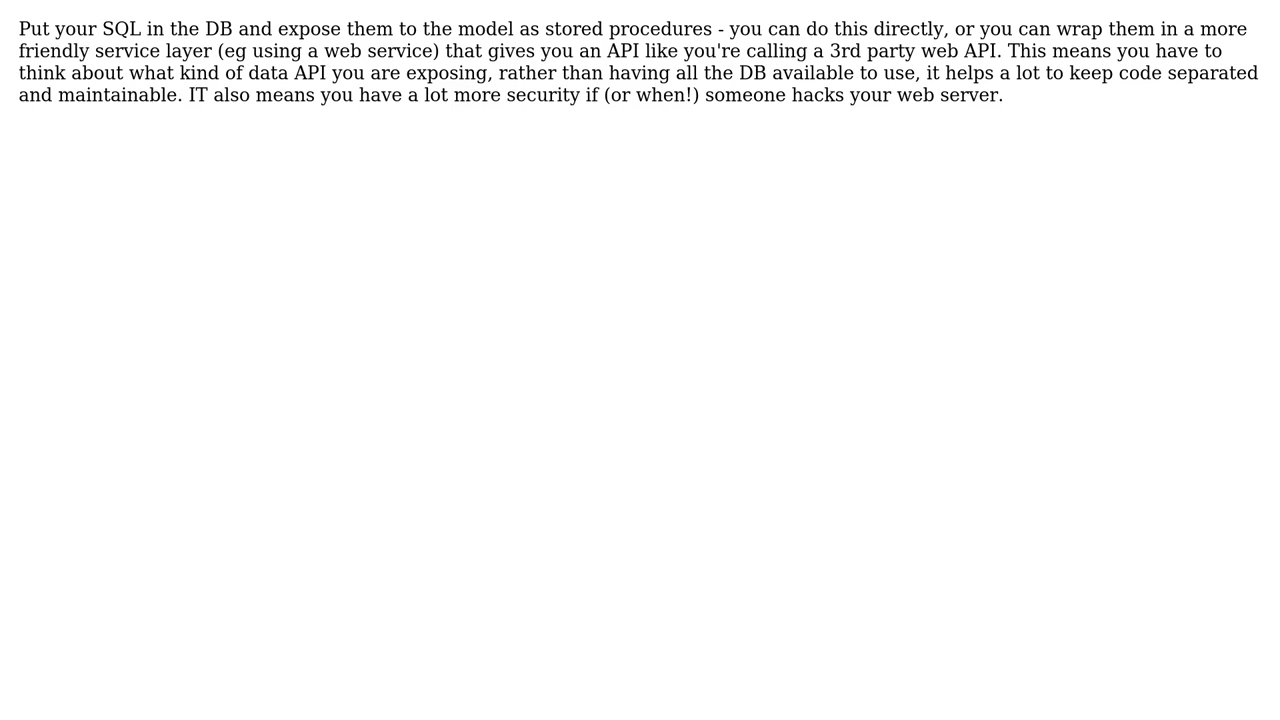 Put your SQL in the DB and expose them to the model as stored procedures - you can do this directly, or you can wrap them in a more
friendly service layer (eg using a web service) that gives you an API like you're calling a 3rd party web API. This means you have to
think about what kind of data API you are exposing, rather than having all the DB available to use, it helps a lot to keep code separated
and maintainable. IT also means you have a lot more security if (or when!) someone hacks your web server.